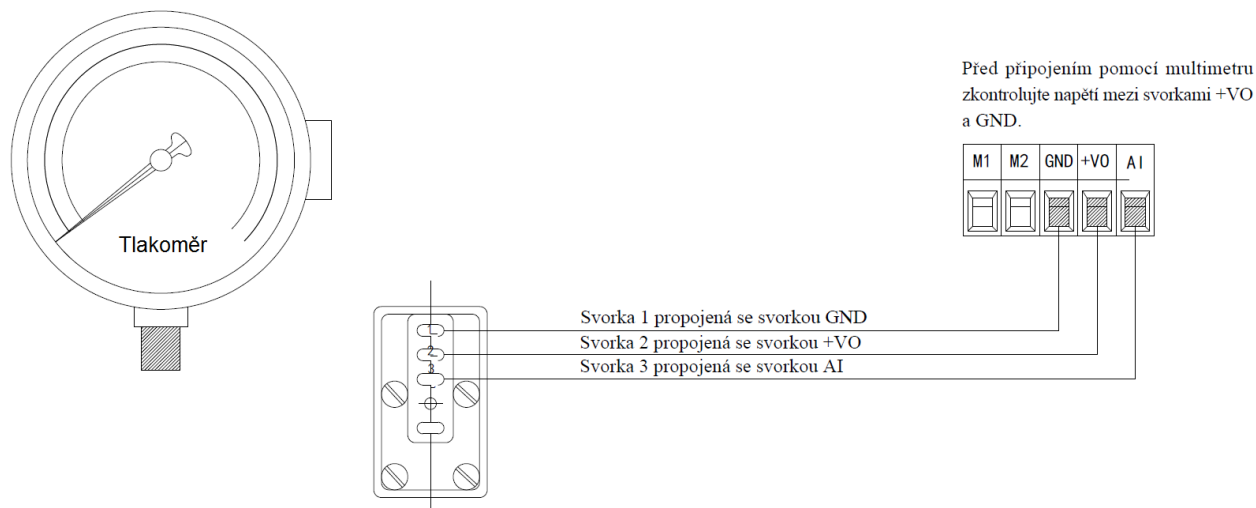 Před připojením pomocí multimetru
zkontrolujte napětí mezi svorkami +VO
a GND.
M1 M2 GND +VO AI
Tlakoměr
Svorka 1 propojená se svorkou GND
Svorka 2 propojená se svorkou +VO
Svorka 3 propojená se svorkou AI
1
2
3